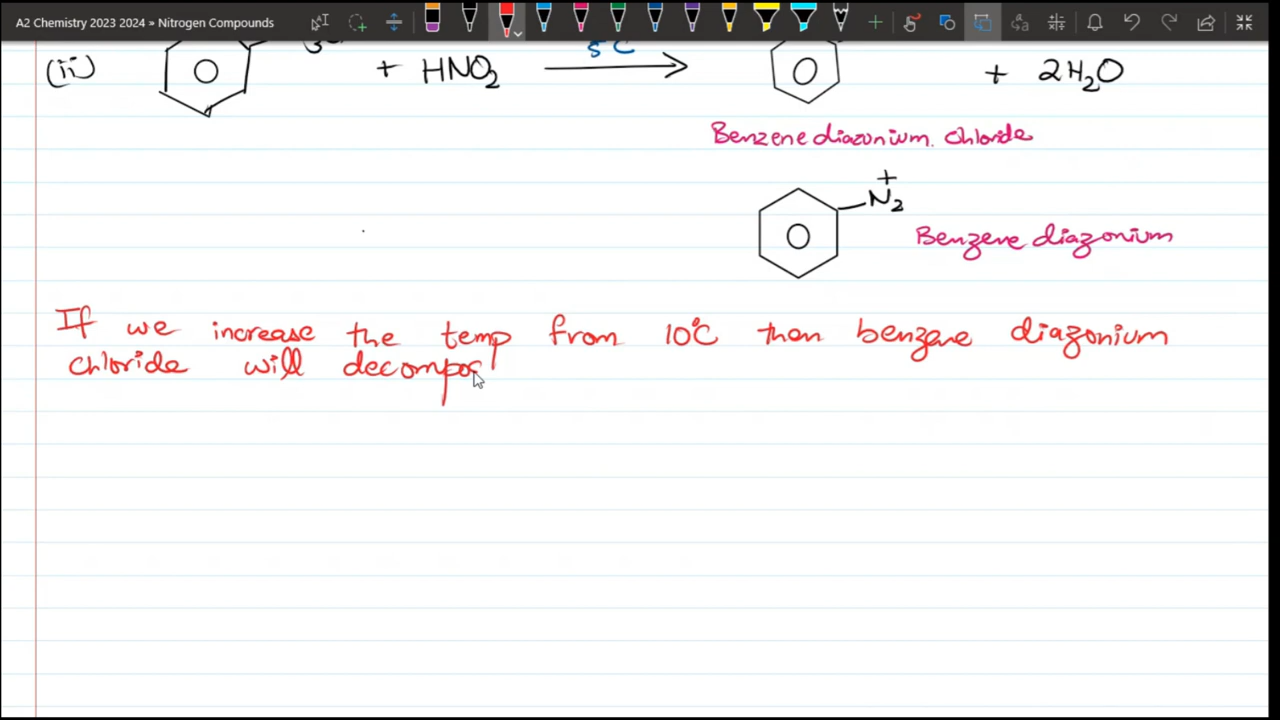 A2 Chemistry 2023 2024 » Nitrogen Compounds
5°C
(ii) + HNO2 + 2H2O
Benzene diazonium. chloride
N2+
Benzene diazonium
If we increase the temp from 10°C then benzene diazonium
chloride will decompos